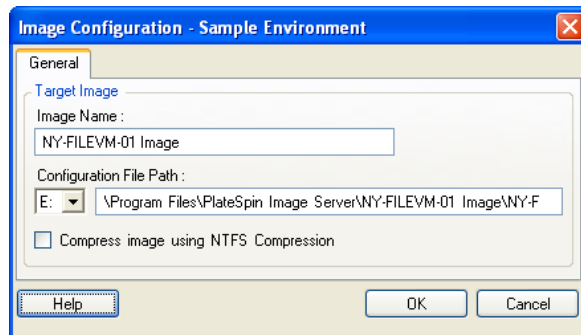 Image Configuration - Sample Environment
General
Target Image
Image Name :
NY-FILEVM-01 Image
Configuration File Path :
E: \Program Files\PlateSpin Image Server\NY-FILEVM-01 Image\NY-F
Compress image using NTFS Compression
Help OK Cancel